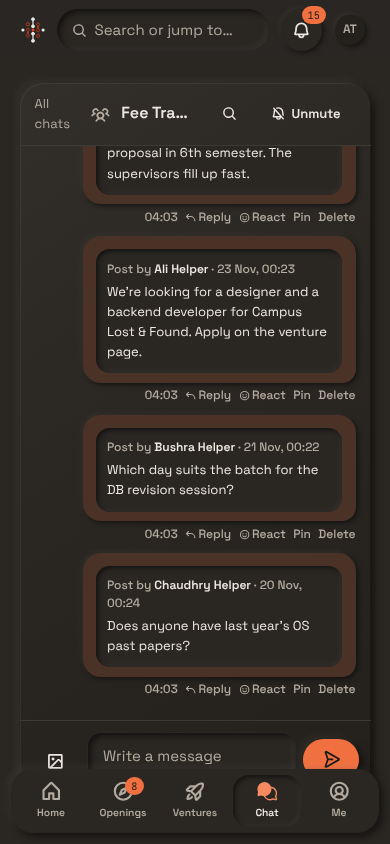 Search or jump to...
15
AT
All
chats
Fee Tra...
Unmute
proposal in 6th semester. The
supervisors fill up fast.
04:03 Reply React Pin Delete
Post by Ali Helper · 23 Nov, 00:23
We're looking for a designer and a
backend developer for Campus
Lost & Found. Apply on the venture
page.
04:03 Reply React Pin Delete
Post by Bushra Helper · 21 Nov, 00:22
Which day suits the batch for the
DB revision session?
04:03 Reply React Pin Delete
Post by Chaudhry Helper · 20 Nov,
00:24
Does anyone have last year's OS
past papers?
04:03 Reply React Pin Delete
Write a message
8
Home Openings Ventures Chat Me